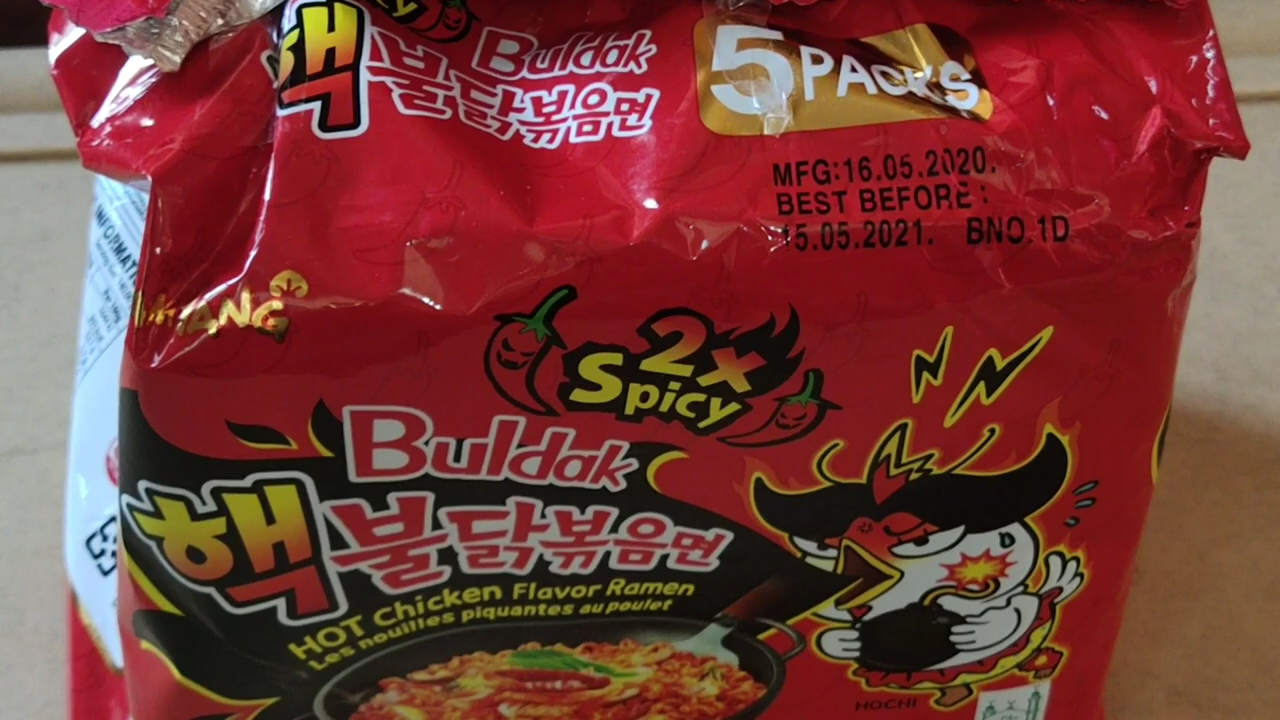 핵
Buldak
불닭볶음면
5 PACKS
MFG:16.05.2020.
BEST BEFORE :
15.05.2021. BNO.1D
2x
Spicy
Buldak
핵불닭볶음면
HOT Chicken Flavor Ramen
Les nouilles piquantes au poulet
HOCHI